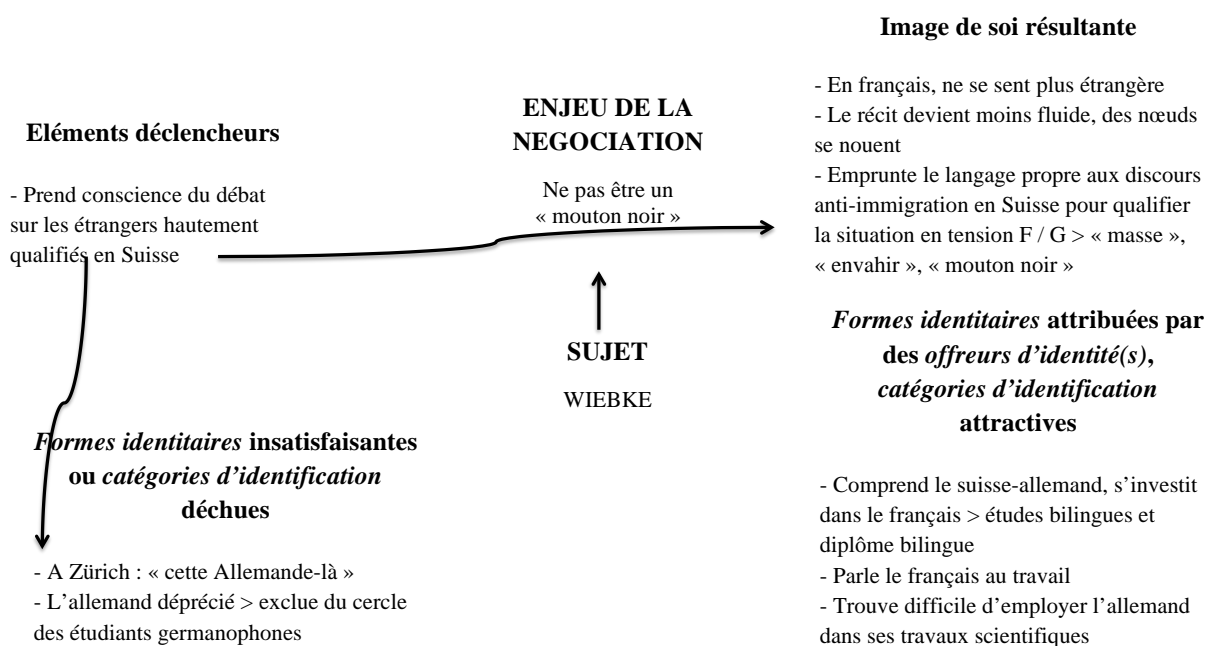 Image de soi résultante
- En français, ne se sent plus étrangère
- Le récit devient moins fluide, des nœuds
se nouent
- Emprunte le langage propre aux discours
anti-immigration en Suisse pour qualifier
la situation en tension F / G > « masse »,
« envahir », « mouton noir »
ENJEU DE LA
NEGOCIATION
Ne pas être un
« mouton noir »
Eléments déclencheurs
- Prend conscience du débat
sur les étrangers hautement
qualifiés en Suisse
SUJET
WIEBKE
Formes identitaires attribuées par
des offreurs d’identité(s),
catégories d’identification
attractives
- Comprend le suisse-allemand, s’investit
dans le français > études bilingues et
diplôme bilingue
- Parle le français au travail
- Trouve difficile d’employer l’allemand
dans ses travaux scientifiques
Formes identitaires insatisfaisantes
ou catégories d’identification
déchues
- A Zürich : « cette Allemande-là »
- L’allemand déprécié > exclue du cercle
des étudiants germanophones